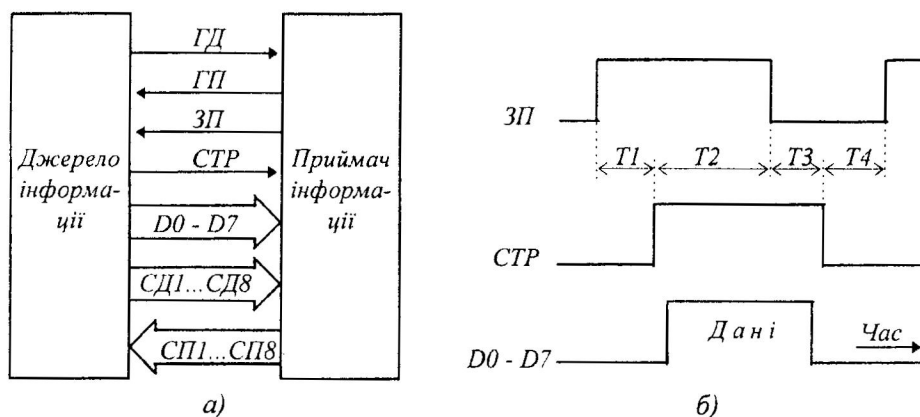 Джерело
інформа-
ції
ГД
ГП
ЗП
СТР
D0 - D7
СД1...СД8
СП1...СП8
Приймач
інформа-
ції
а)
ЗП
T1
T2
T3
T4
СТР
D0 - D7
Дані
Час
б)